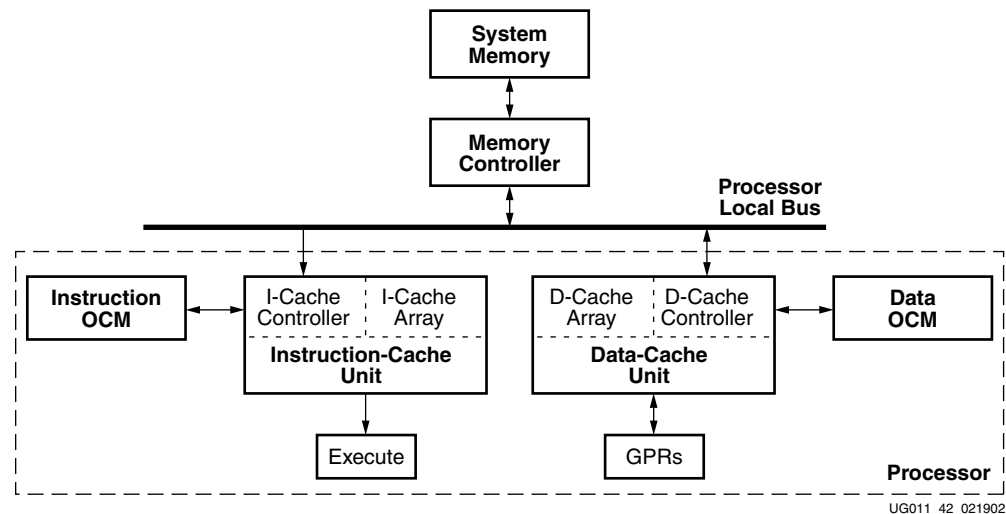 System
Memory
Memory
Controller
Processor
Local Bus
Instruction
OCM
I-Cache
Controller
I-Cache
Array
Instruction-Cache
Unit
D-Cache
Array
D-Cache
Controller
Data-Cache
Unit
Data
OCM
Execute
GPRs
Processor
UG011_42_021902